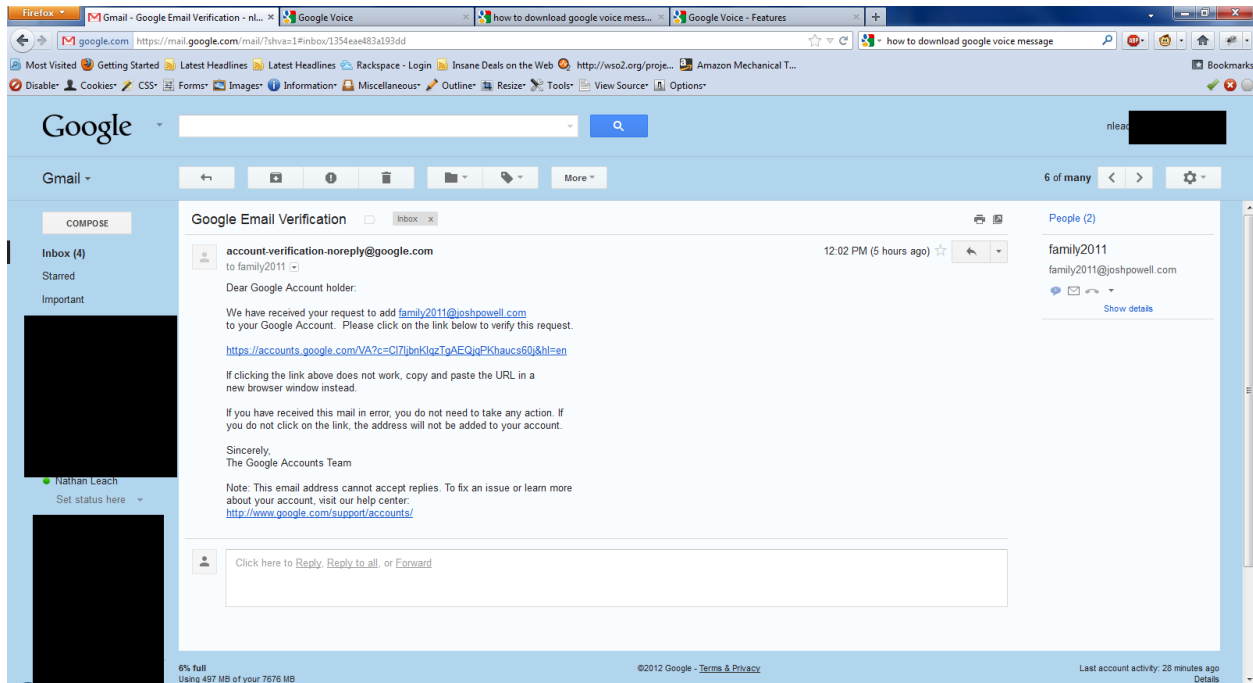 Firefox
Gmail - Google Email Verification - nl... ×
Google Voice ×
how to download google voice mess... ×
Google Voice - Features ×
+
google.com https://mail.google.com/mail/?shva=1#inbox/1354eae483a193dd
how to download google voice message
ABP
Most Visited Getting Started Latest Headlines Latest Headlines Rackspace - Login Insane Deals on the Web http://wso2.org/proje... Amazon Mechanical T... Bookmarks
Disable Cookies CSS Forms Images Information Miscellaneous Outline Resize Tools View Source Options
Google
nleac
Gmail
More
6 of many
COMPOSE
Google Email Verification
Inbox x
People (2)
Inbox (4)
account-verification-noreply@google.com
12:02 PM (5 hours ago)
family2011
to family2011
family2011@joshpowell.com
Starred
Dear Google Account holder:
Important
Show details
We have received your request to add family2011@joshpowell.com
to your Google Account. Please click on the link below to verify this request.
https://accounts.google.com/VA?c=CI7ljbnKlqzTgAEQjqPKhaucs60j&hl=en
If clicking the link above does not work, copy and paste the URL in a
new browser window instead.
If you have received this mail in error, you do not need to take any action. If
you do not click on the link, the address will not be added to your account.
Sincerely,
The Google Accounts Team
Nathan Leach
Note: This email address cannot accept replies. To fix an issue or learn more
Set status here
about your account, visit our help center:
http://www.google.com/support/accounts/
Click here to Reply, Reply to all, or Forward
6% full
©2012 Google - Terms & Privacy
Last account activity: 28 minutes ago
Using 497 MB of your 7676 MB
Details